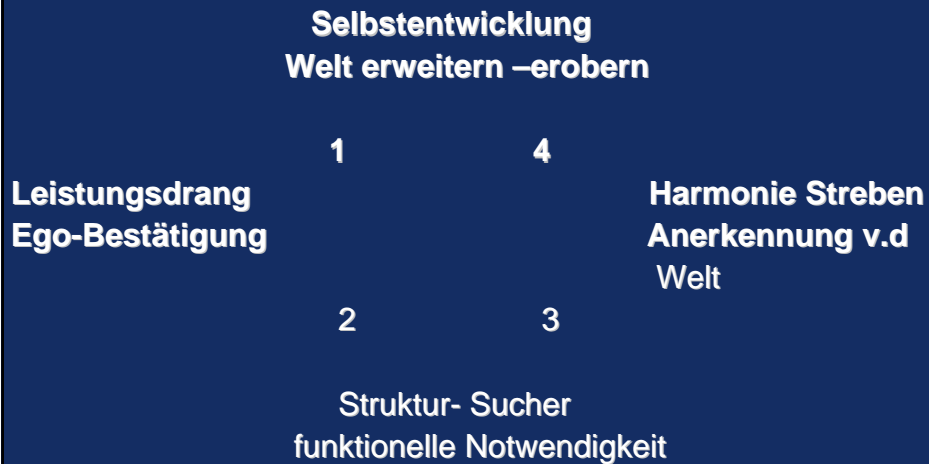 Selbstentwicklung
Welt erweitern –erobern
1 4
Leistungsdrang Harmonie Streben
Ego-Bestätigung Anerkennung v.d
Welt
2 3
Struktur- Sucher
funktionelle Notwendigkeit